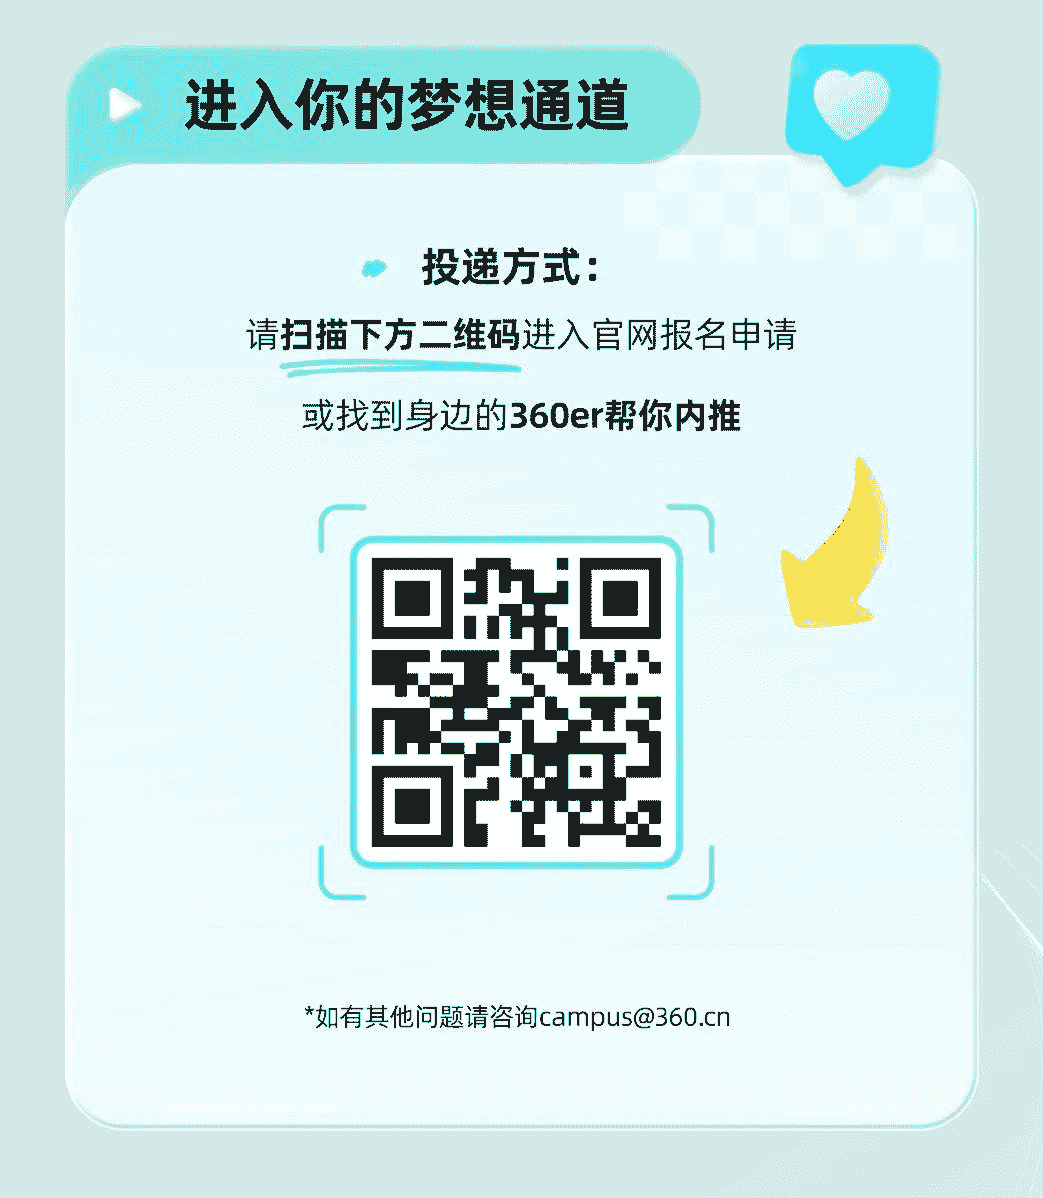 进入你的梦想通道
投递方式：
请扫描下方二维码进入官网报名申请
或找到身边的360er帮你内推
*如有其他问题请咨询campus@360.cn